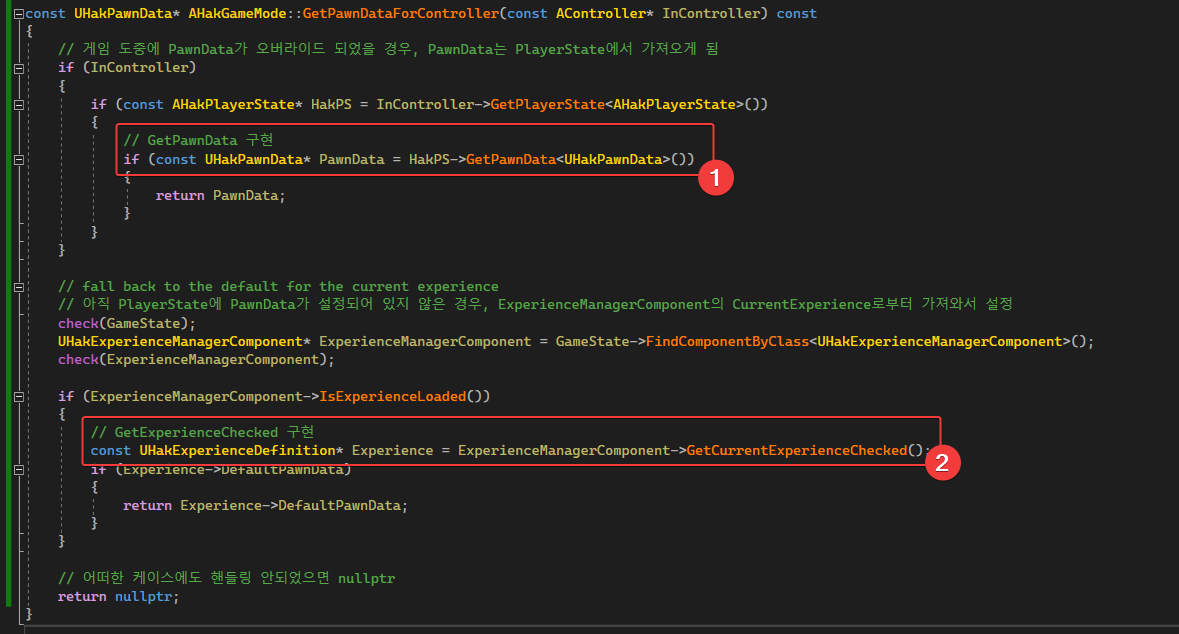 const UHakPawnData* AHakGameMode::GetPawnDataForController(const AController* InController) const
{
// 게임 도중에 PawnData가 오버라이드 되었을 경우, PawnData는 PlayerState에서 가져오게 됨
if (InController)
{
if (const AHakPlayerState* HakPS = InController->GetPlayerState<AHakPlayerState>())
{
// GetPawnData 구현
if (const UHakPawnData* PawnData = HakPS->GetPawnData<UHakPawnData>())
1
{
return PawnData;
}
}
}
// fall back to the default for the current experience
// 아직 PlayerState에 PawnData가 설정되어 있지 않은 경우, ExperienceManagerComponent의 CurrentExperience로부터 가져와서 설정
check(GameState);
UHakExperienceManagerComponent* ExperienceManagerComponent = GameState->FindComponentByClass<UHakExperienceManagerComponent>();
check(ExperienceManagerComponent);
if (ExperienceManagerComponent->IsExperienceLoaded())
{
// GetExperienceChecked 구현
const UHakExperienceDefinition* Experience = ExperienceManagerComponent->GetCurrentExperienceChecked();
2
if (Experience->DefaultPawnData)
{
return Experience->DefaultPawnData;
}
}
// 어떠한 케이스에도 핸들링 안되었으면 nullptr
return nullptr;
}